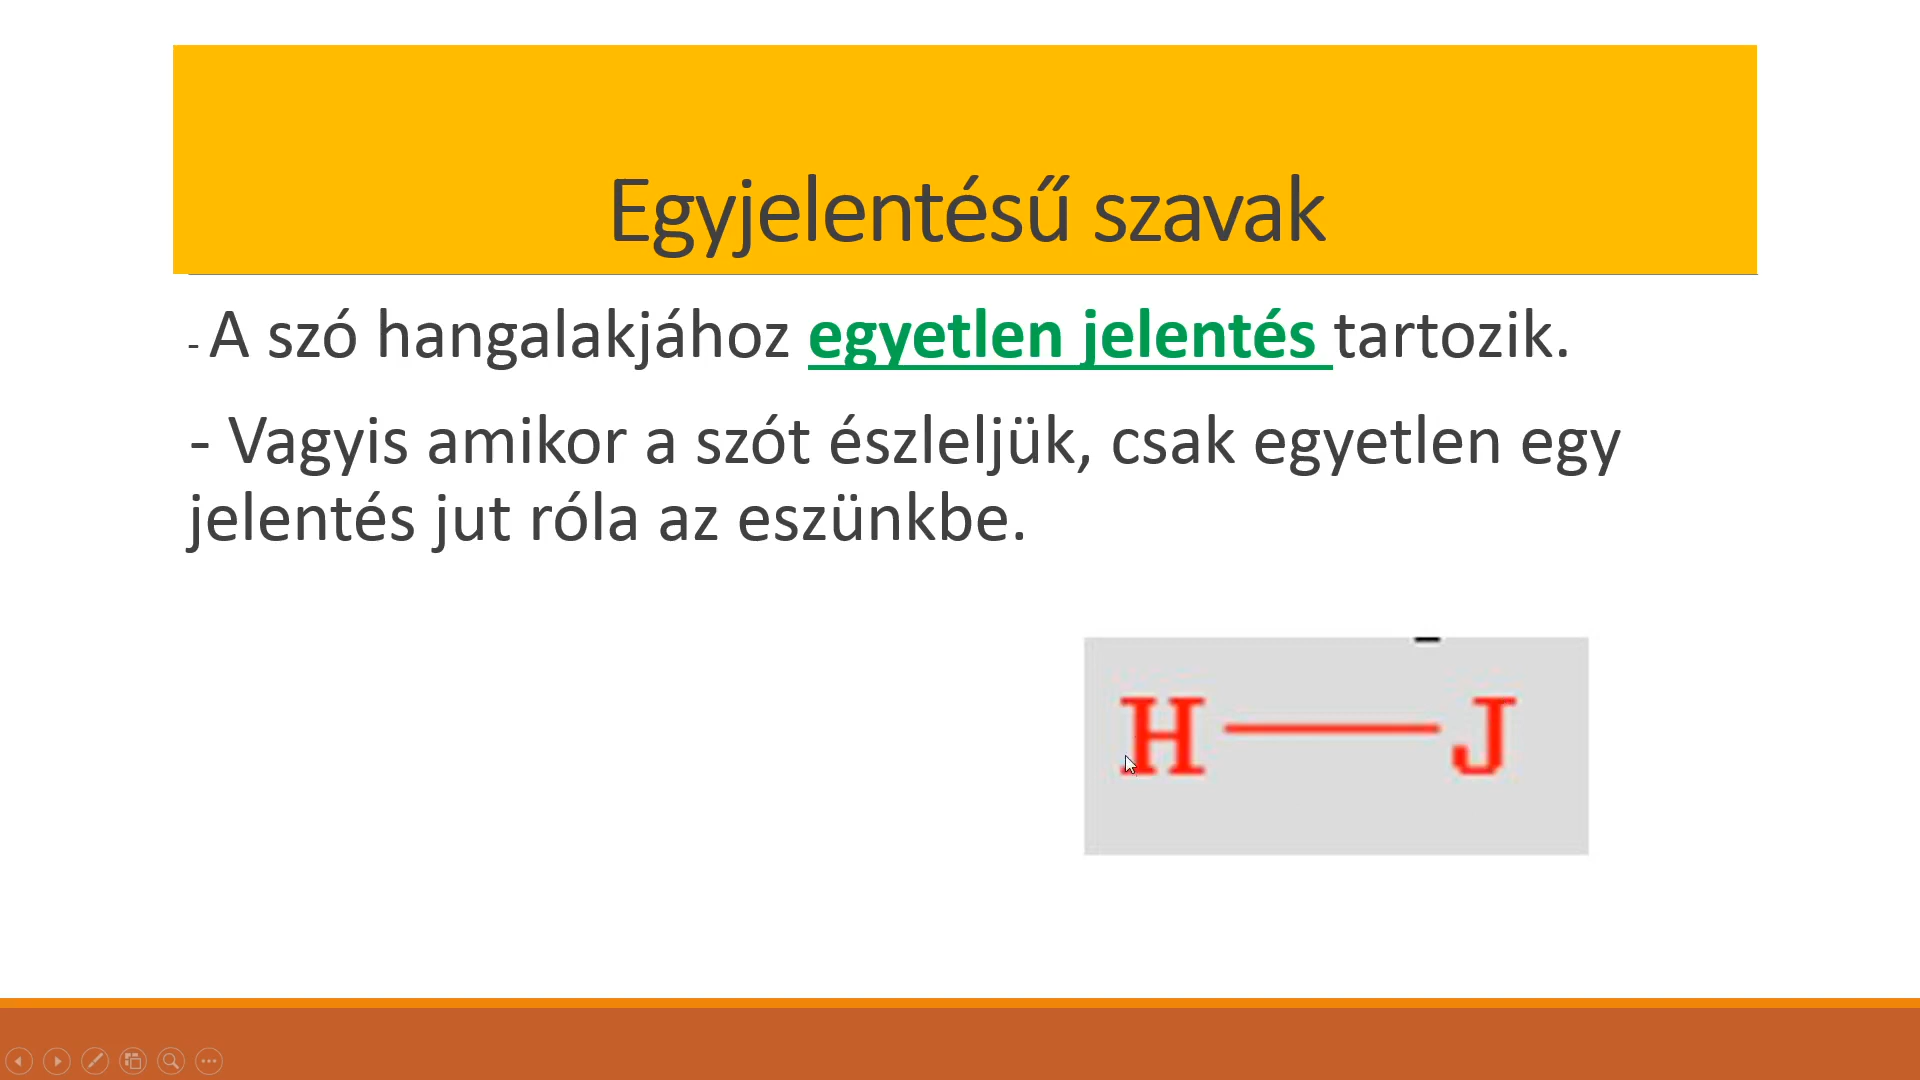 Egyjelentésű szavak
- A szó hangalakjához egyetlen jelentés tartozik.
- Vagyis amikor a szót észleljük, csak egyetlen egy
jelentés jut róla az eszünkbe.
H — J